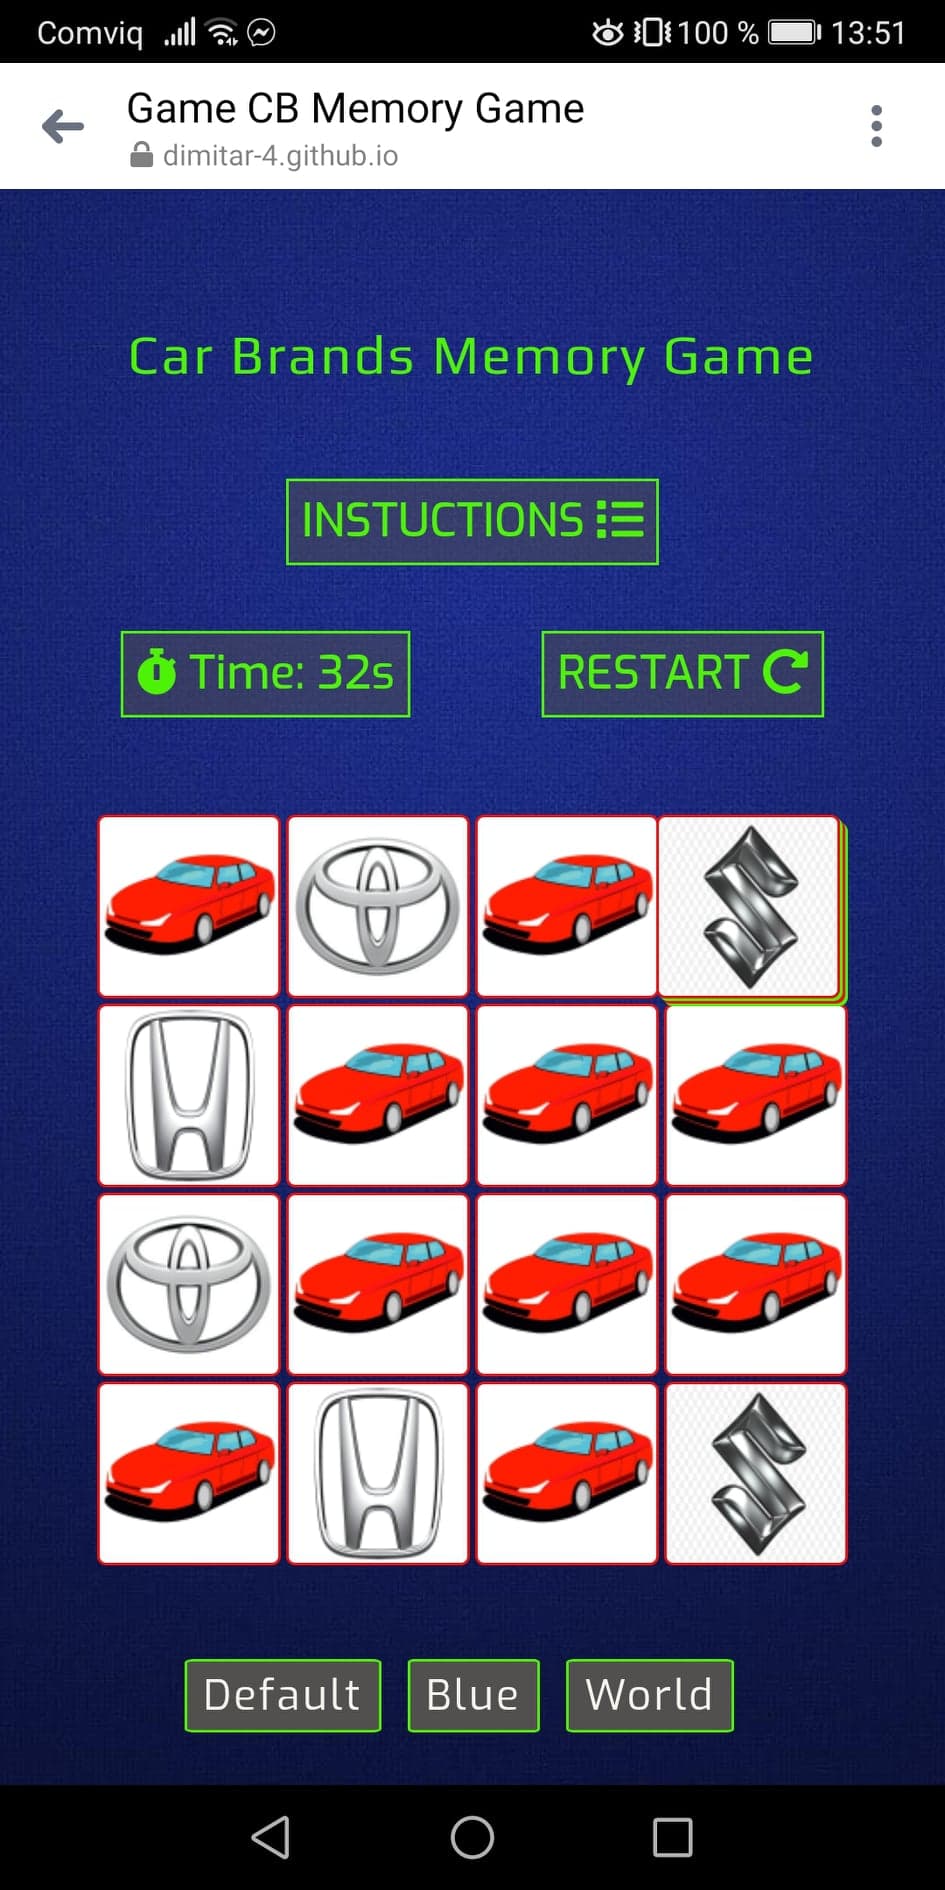 Comviq 100 % 13:51
Game CB Memory Game
dimitar-4.github.io
Car Brands Memory Game
INSTUCTIONS
Time: 32s RESTART
Default Blue World